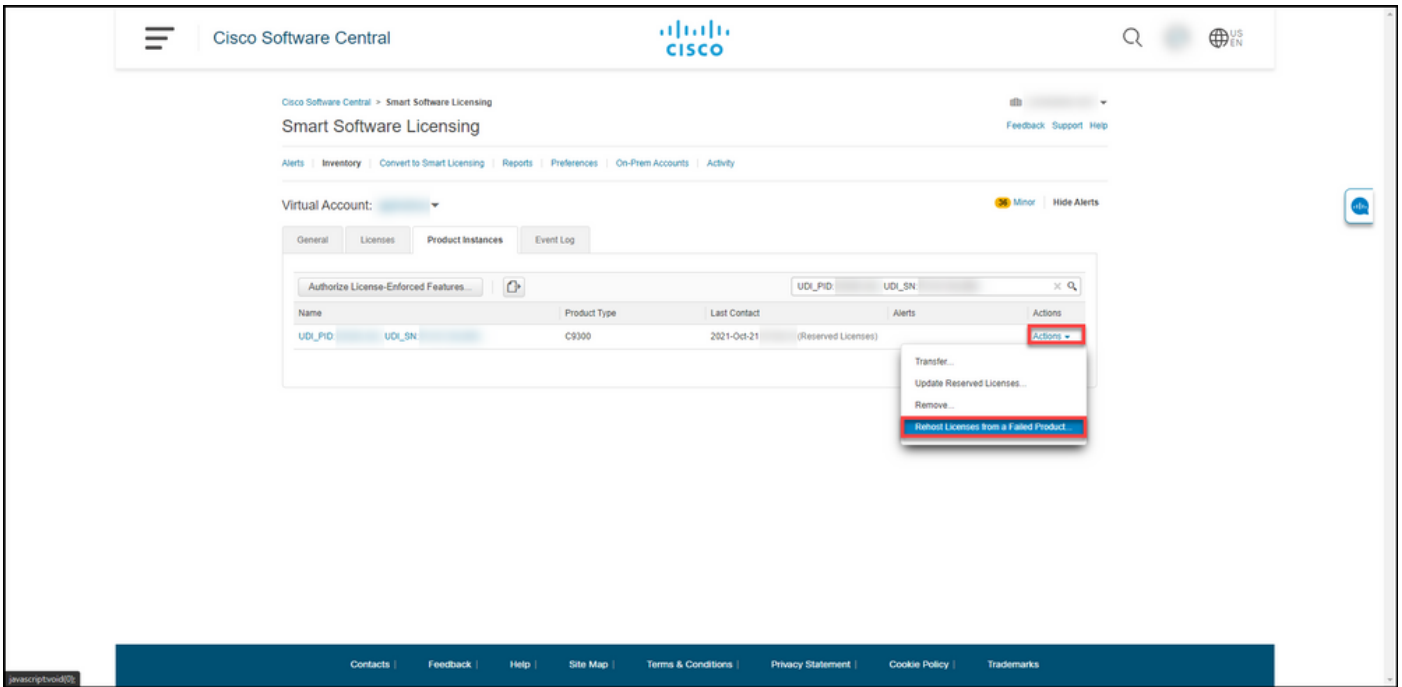 Cisco Software Central
CISCO
US
EN
Cisco Software Central > Smart Software Licensing
Smart Software Licensing
Feedback Support Help
Alerts | Inventory | Convert to Smart Licensing | Reports | Preferences | On-Prem Accounts | Activity
Virtual Account:
36 Minor | Hide Alerts
General Licenses Product Instances Event Log
Authorize License-Enforced Features...
UDI_PID: UDI_SN:
Name Product Type Last Contact Alerts Actions
UDI_PID: UDI_SN: C9300 2021-Oct-21 (Reserved Licenses) Actions
Transfer...
Update Reserved Licenses...
Remove...
Rehost Licenses from a Failed Product...
Contacts | Feedback | Help | Site Map | Terms & Conditions | Privacy Statement | Cookie Policy | Trademarks
javascript:void(0);